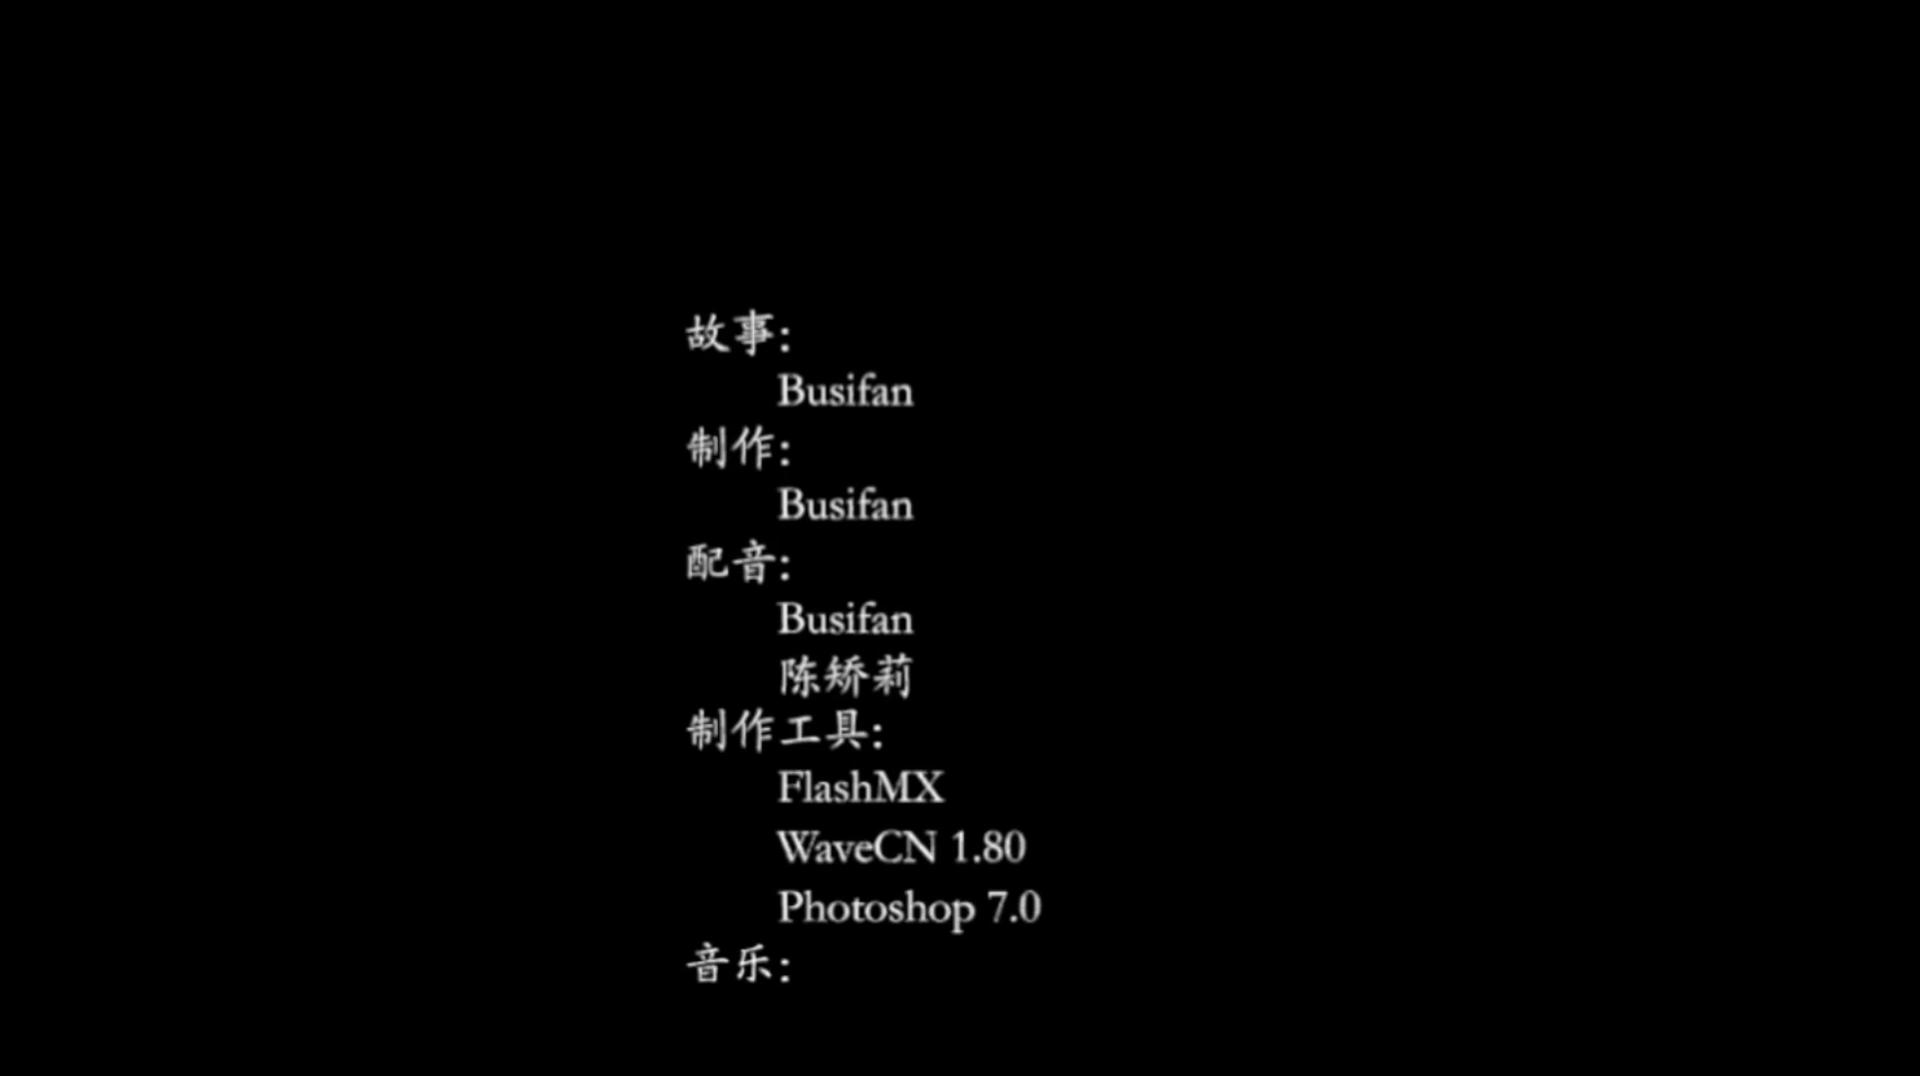 故事：
Busifan
制作：
Busifan
配音：
Busifan
陈矫莉
制作工具：
FlashMX
WaveCN 1.80
Photoshop 7.0
音乐：